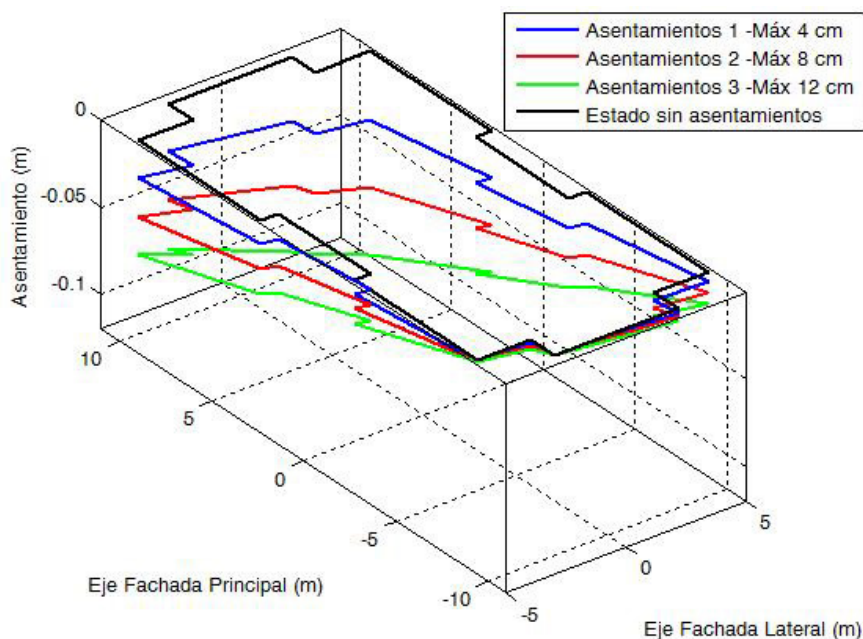 Asentamientos 1 -Máx 4 cm
Asentamientos 2 -Máx 8 cm
Asentamientos 3 -Máx 12 cm
Estado sin asentamientos
0
-0.05
-0.1
Asentamiento (m)
10
5
0
-5
-10
Eje Fachada Principal (m)
-5
0
5
Eje Fachada Lateral (m)